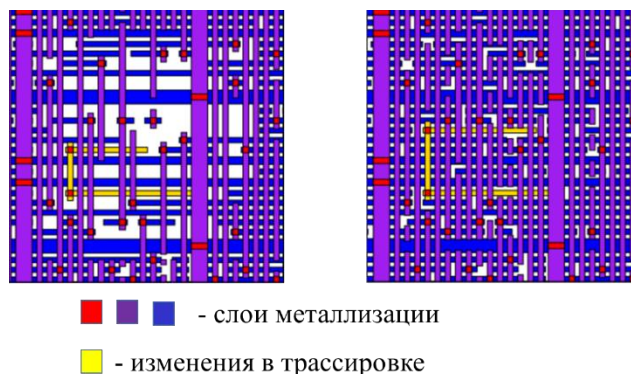 - слои металлизации
- изменения в трассировке